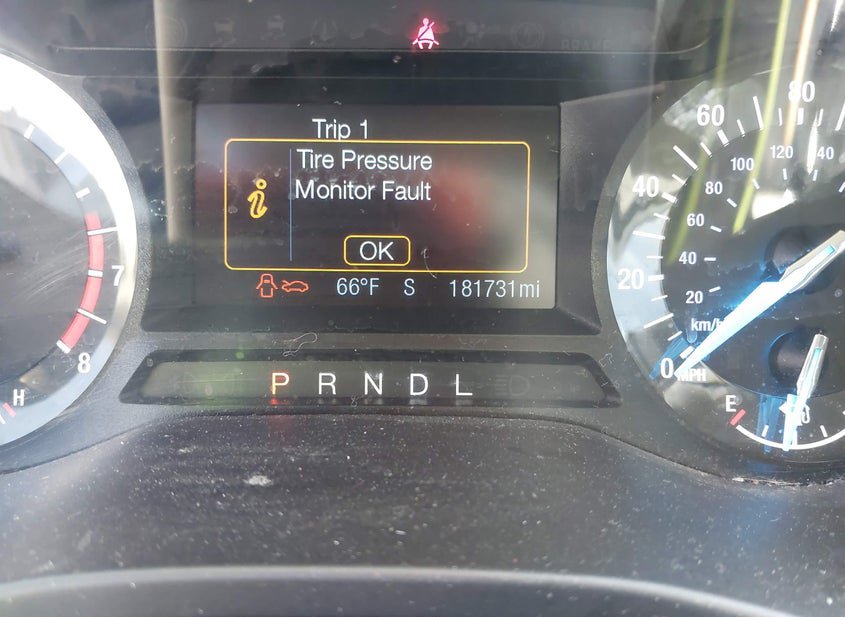 Trip 1
Tire Pressure
Monitor Fault
OK
66°F S 181731mi
P R N D L
7
8
H
80
60
40
20
0
MPH
120
100
80
60
40
20
km/h
E